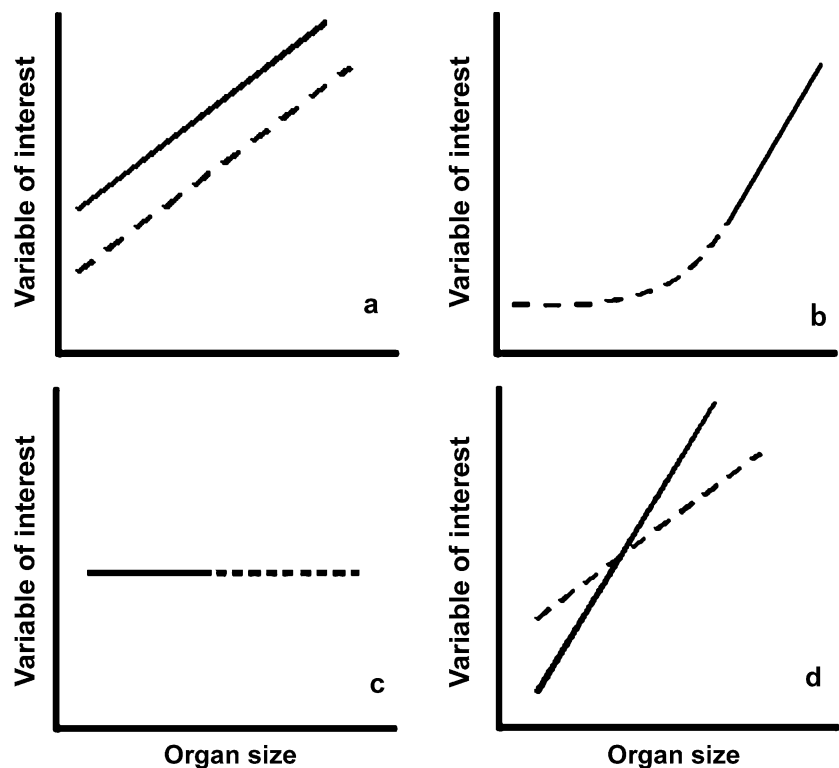 Variable of interest
a
Variable of interest
b
Variable of interest
c
Organ size
Variable of interest
d
Organ size